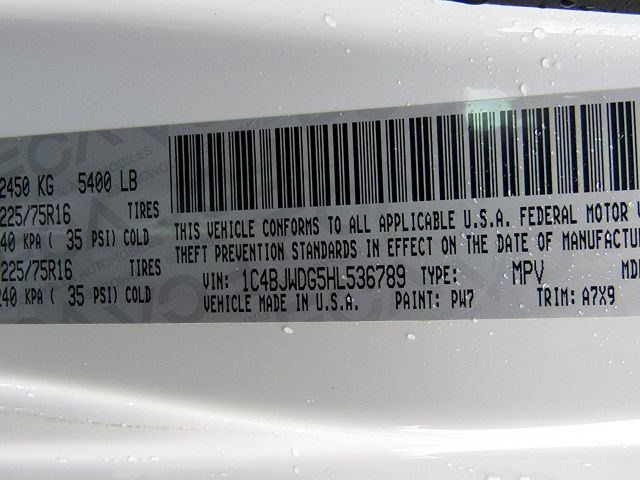 2450 KG 5400 LB
225/75R16 TIRES
240 KPA ( 35 PSI) COLD
225/75R16 TIRES
240 KPA ( 35 PSI) COLD
THIS VEHICLE CONFORMS TO ALL APPLICABLE U.S.A. FEDERAL MOTOR
THEFT PREVENTION STANDARDS IN EFFECT ON THE DATE OF MANUFACTU
VIN: 1C4BJWDG5HL536789 TYPE: MPV
VEHICLE MADE IN U.S.A. PAINT: PW7 TRIM: A7X9